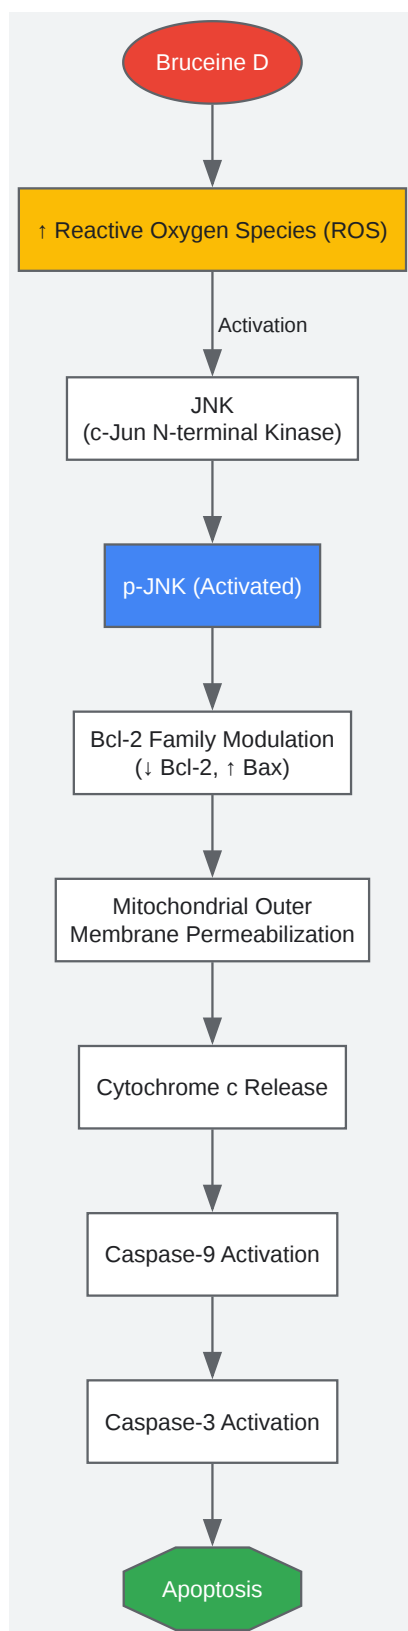 Bruceine D
↑ Reactive Oxygen Species (ROS)
Activation
JNK
(c-Jun N-terminal Kinase)
p-JNK (Activated)
Bcl-2 Family Modulation
(↓ Bcl-2, ↑ Bax)
Mitochondrial Outer
Membrane Permeabilization
Cytochrome c Release
Caspase-9 Activation
Caspase-3 Activation
Apoptosis